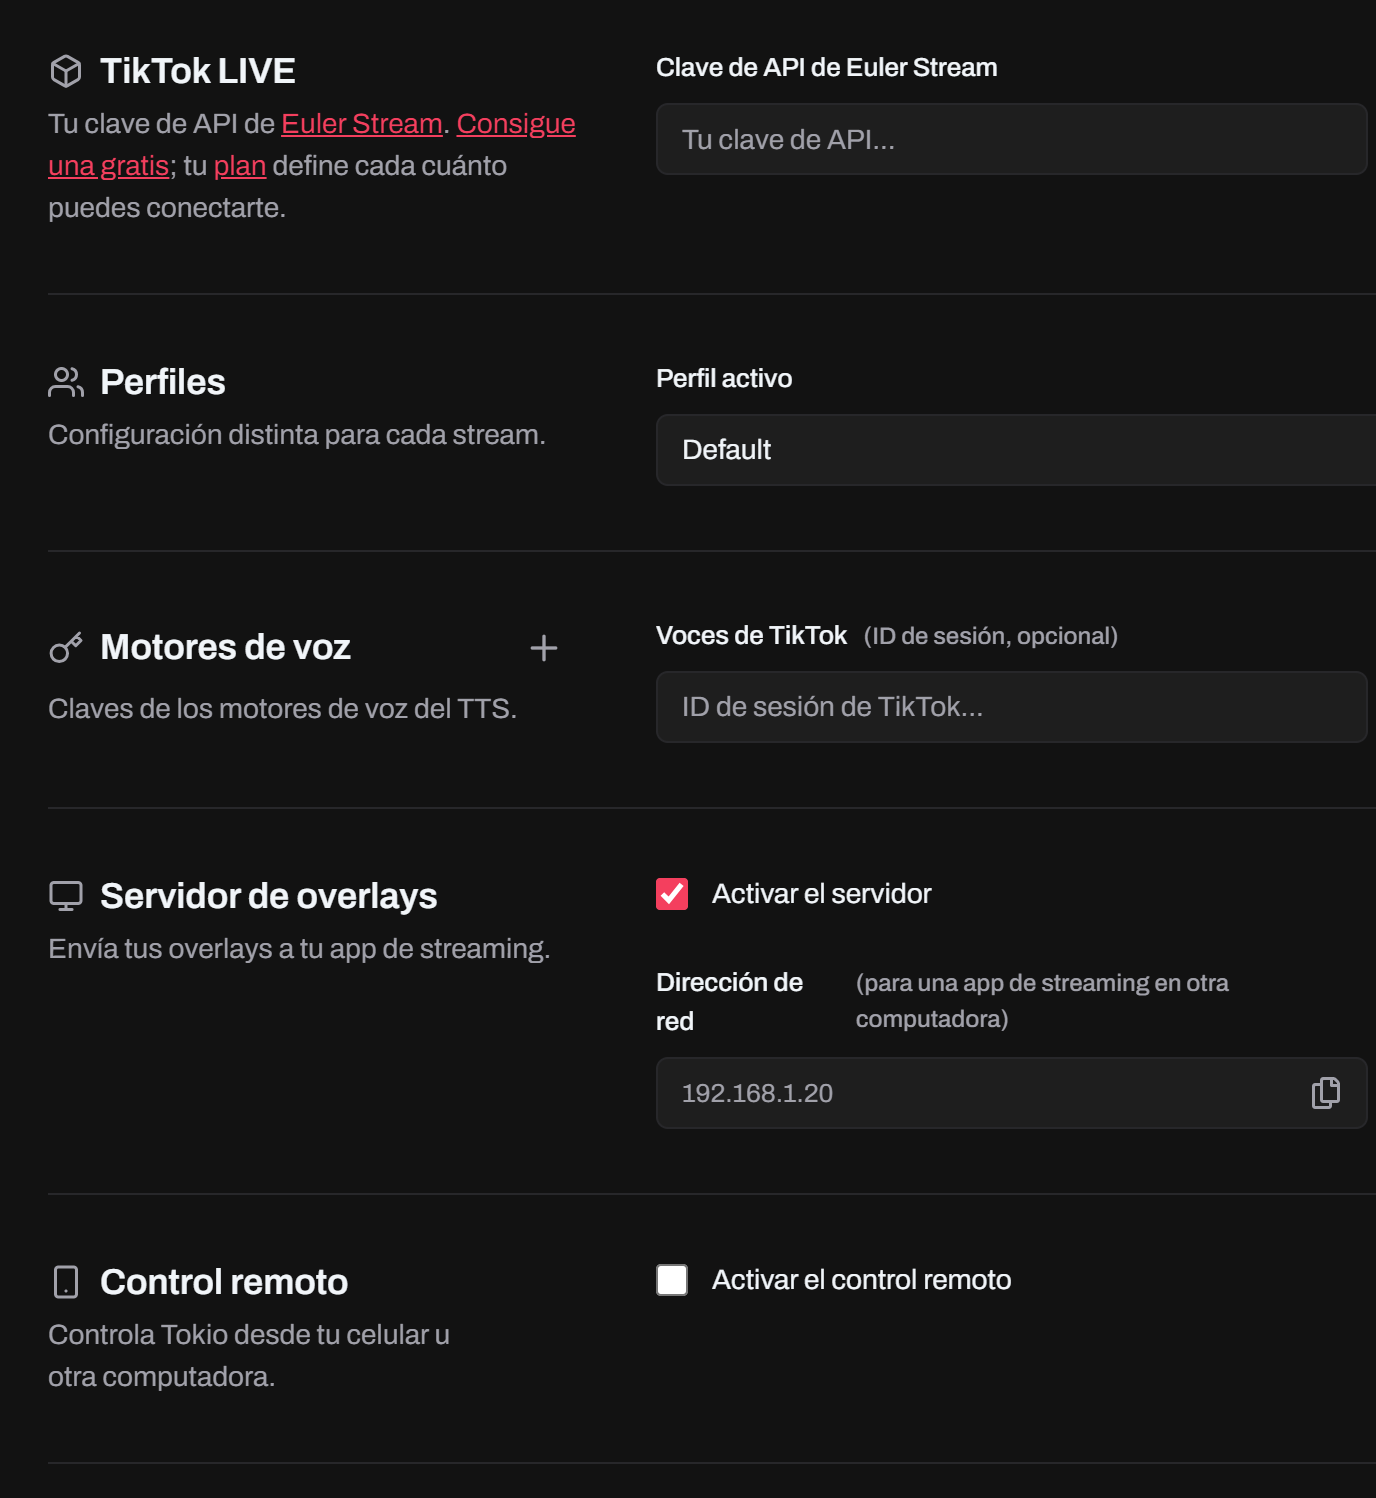 TikTok LIVE
Tu clave de API de Euler Stream. Consigue
una gratis; tu plan define cada cuánto
puedes conectarte.
Clave de API de Euler Stream
Tu clave de API...
Perfiles
Configuración distinta para cada stream.
Perfil activo
Default
Motores de voz
Claves de los motores de voz del TTS.
Voces de TikTok (ID de sesión, opcional)
ID de sesión de TikTok...
Servidor de overlays
Envía tus overlays a tu app de streaming.
Activar el servidor
Dirección de
red
(para una app de streaming en otra
computadora)
192.168.1.20
Control remoto
Controla Tokio desde tu celular u
otra computadora.
Activar el control remoto